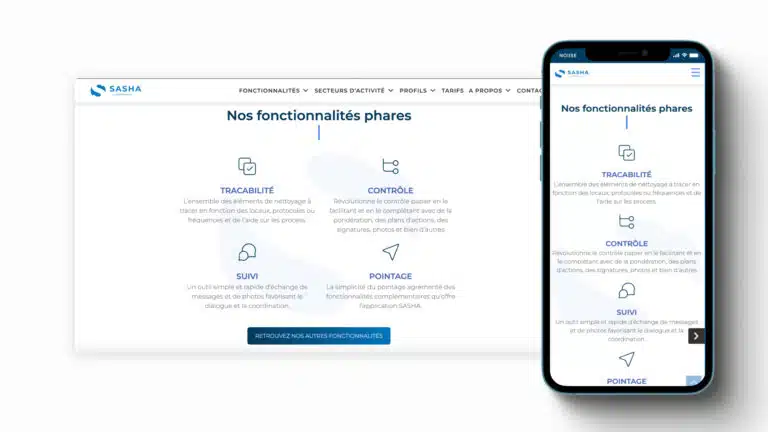 SASHA
FONCTIONNALITÉS SECTEURS D'ACTIVITÉ PROFILS TARIFS A PROPOS CONTAC
Nos fonctionnalités phares
TRACABILITÉ
L'ensemble des éléments de nettoyage à
tracer en fonction des locaux, protocoles ou
fréquences et de l'aide sur les process.
CONTRÔLE
Révolutionne le contrôle papier en le
facilitant et en le complétant avec de la
pondération, des plans d'actions, des
signatures, photos et bien d'autres
SUIVI
Un outil simple et rapide d'échange de
messages et de photos favorisant le
dialogue et la coordination.
POINTAGE
La simplicité du pointage agrémenté des
fonctionnalités complémentaires qu'offre
l'application SASHA.
RETROUVEZ NOS AUTRES FONCTIONNALITÉS
SASHA
Nos fonctionnalités phares
TRACABILITÉ
L'ensemble des éléments de nettoyage à tracer en
fonction des locaux, protocoles ou fréquences et de
l'aide sur les process.
CONTRÔLE
Révolutionne le contrôle papier en le facilitant et en
le complétant avec de la pondération, des plans
d'actions, des signatures, photos et bien d'autres
SUIVI
Un outil simple et rapide d'échange de messages
et de photos favorisant le dialogue et la
coordination.
POINTAGE